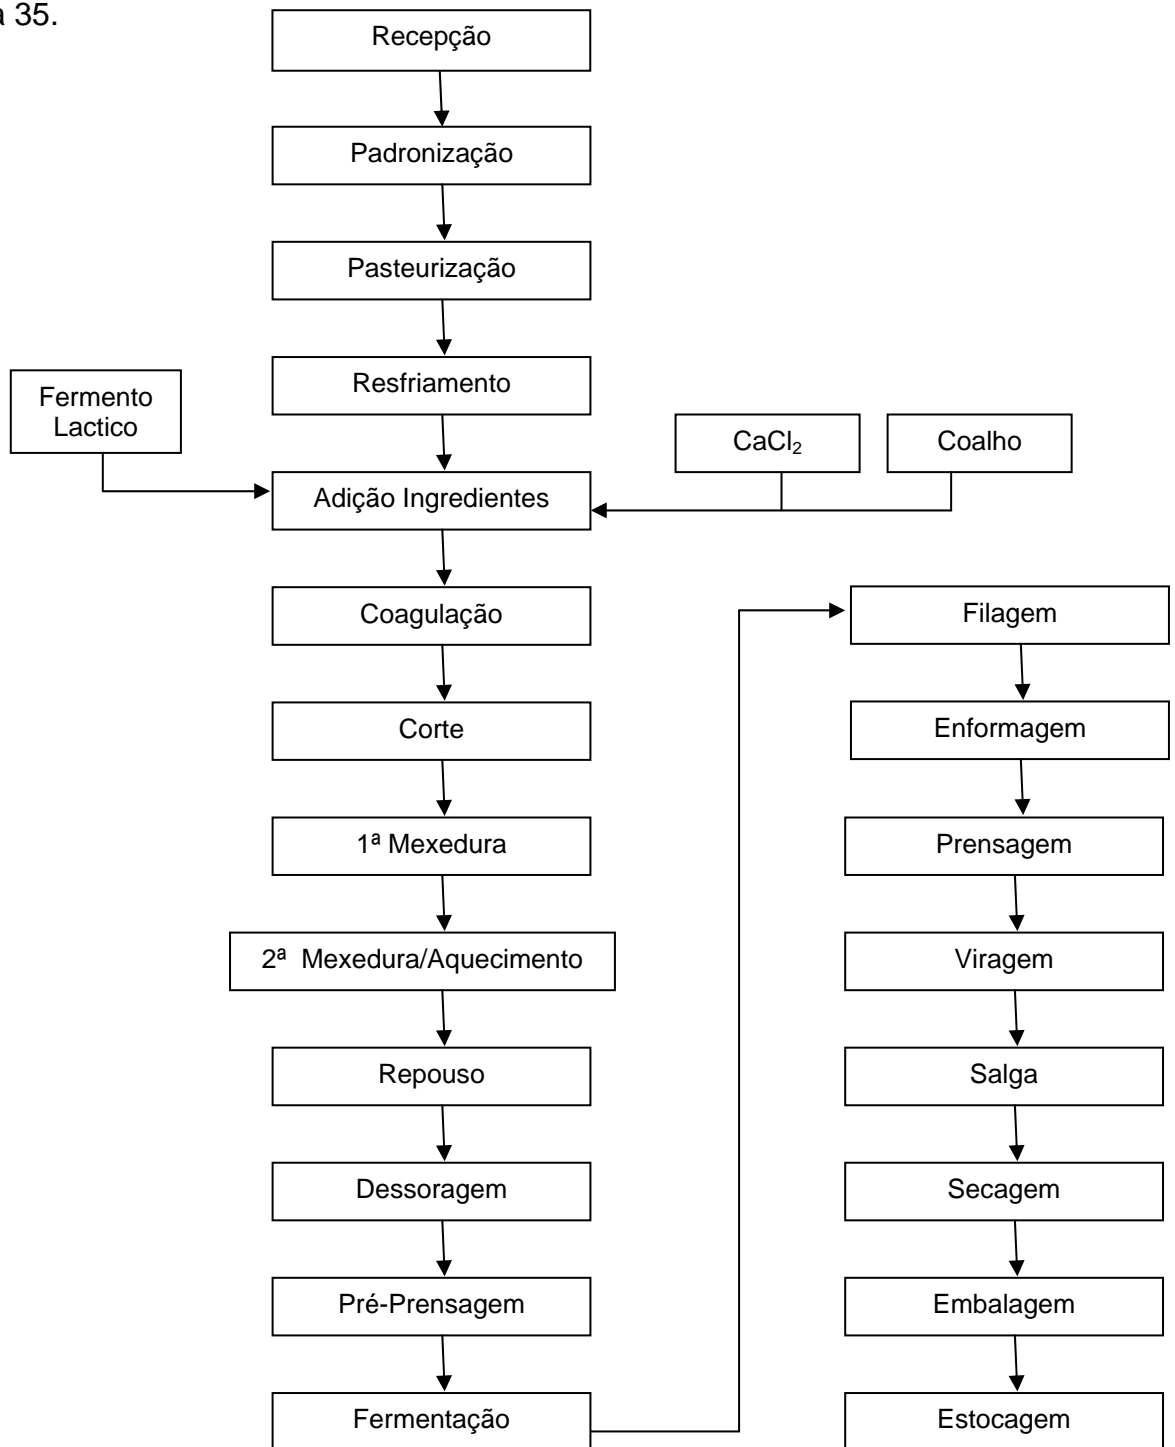 a 35.
Recepção
Padronização
Pasteurização
Resfriamento
Fermento
Lactico
CaCl₂
Coalho
Adição Ingredientes
Coagulação
Corte
1ª Mexedura
2ª Mexedura/Aquecimento
Repouso
Dessoragem
Pré-Prensagem
Fermentação
Filagem
Enformagem
Prensagem
Viragem
Salga
Secagem
Embalagem
Estocagem